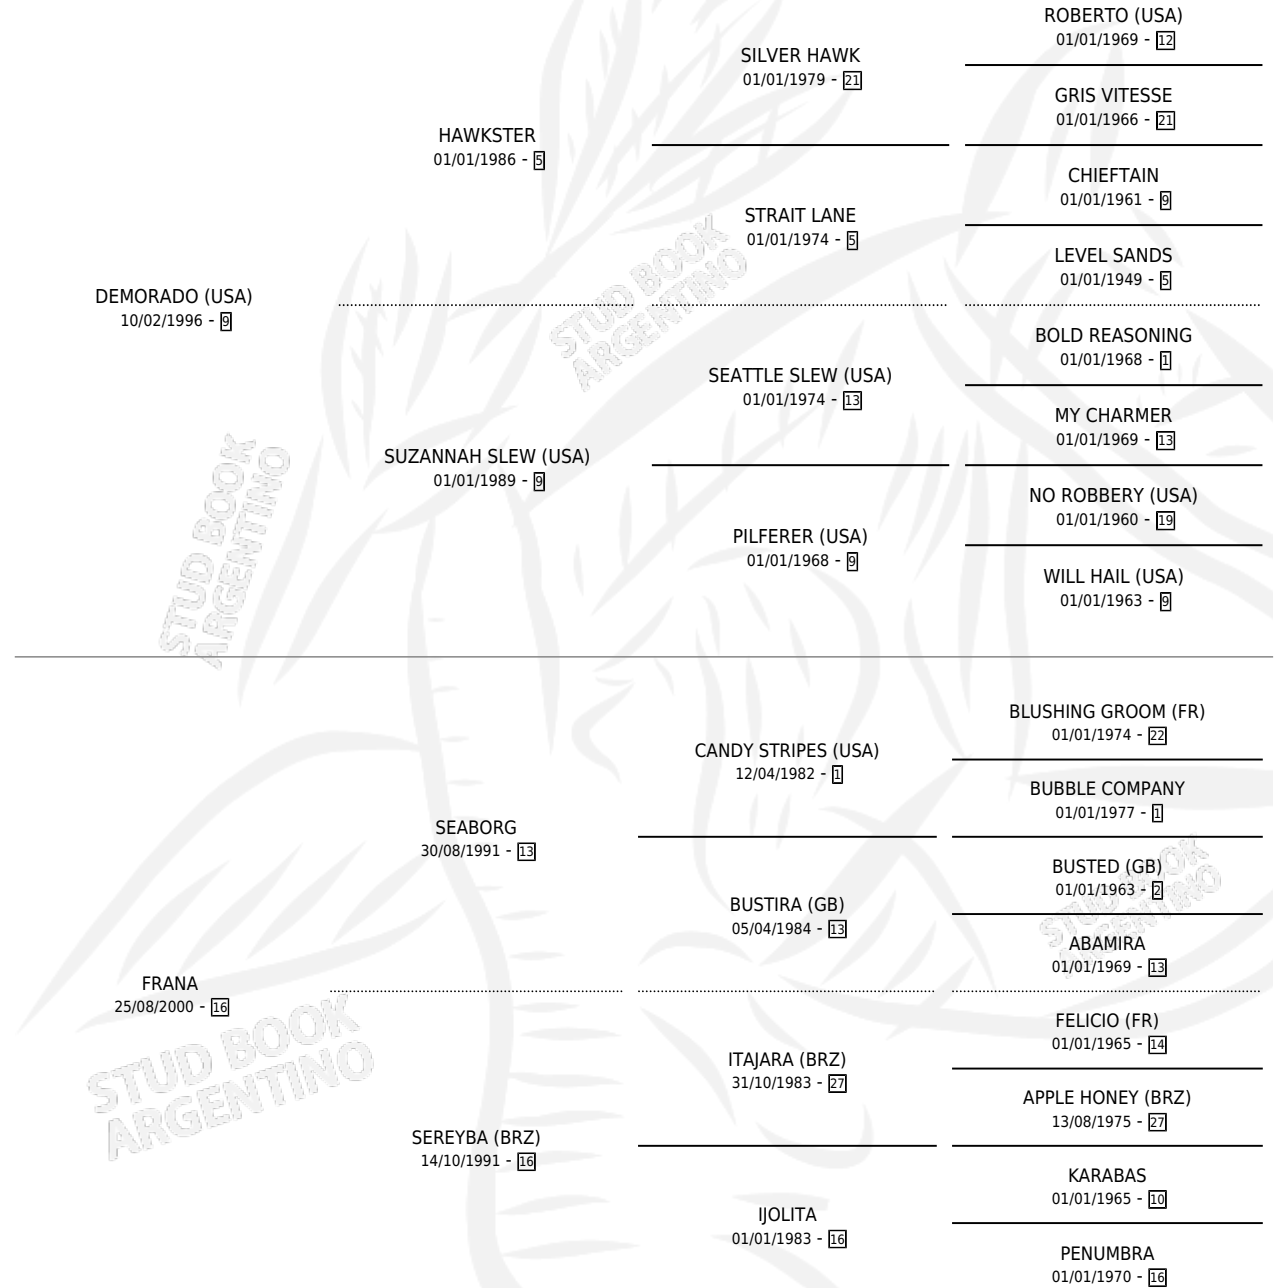 ROBERTO (USA)
01/01/1969 - 12
SILVER HAWK
01/01/1979 - 21
GRIS VITESSE
01/01/1966 - 21
HAWKSTER
01/01/1986 - 5
CHIEFTAIN
01/01/1961 - 9
STRAIT LANE
01/01/1974 - 5
LEVEL SANDS
01/01/1949 - 5
DEMORADO (USA)
10/02/1996 - 9
BOLD REASONING
01/01/1968 - 1
SEATTLE SLEW (USA)
01/01/1974 - 13
MY CHARMER
01/01/1969 - 13
SUZANNAH SLEW (USA)
01/01/1989 - 9
NO ROBBERY (USA)
01/01/1960 - 19
PILFERER (USA)
01/01/1968 - 9
WILL HAIL (USA)
01/01/1963 - 9
BLUSHING GROOM (FR)
01/01/1974 - 22
CANDY STRIPES (USA)
12/04/1982 - 1
BUBBLE COMPANY
01/01/1977 - 1
SEABORG
30/08/1991 - 13
BUSTED (GB)
01/01/1963 - 2
BUSTIRA (GB)
05/04/1984 - 13
ABAMIRA
01/01/1969 - 13
FRANA
25/08/2000 - 16
FELICIO (FR)
01/01/1965 - 14
ITAJARA (BRZ)
31/10/1983 - 27
APPLE HONEY (BRZ)
13/08/1975 - 27
SEREYBA (BRZ)
14/10/1991 - 16
KARABAS
01/01/1965 - 10
IJOLITA
01/01/1983 - 16
PENUMBRA
01/01/1970 - 16
STUD BOOK
ARGENTINO
STUD BOOK
ARGENTINO
STUD BOOK
ARGENTINO
STUD BOOK
ARGENTINO